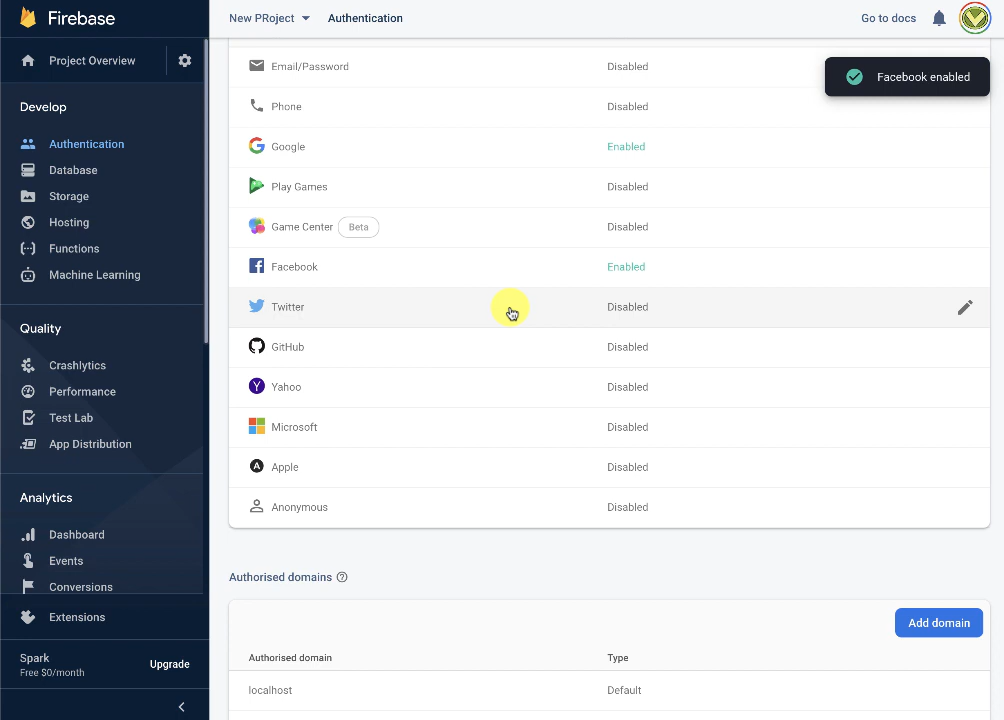 Firebase
New PRoject
Authentication
Go to docs
Project Overview
Develop
Authentication
Database
Storage
Hosting
Functions
Machine Learning
Quality
Crashlytics
Performance
Test Lab
App Distribution
Analytics
Dashboard
Events
Conversions
Extensions
Spark
Free $0/month
Upgrade
Facebook enabled
Email/Password Disabled
Phone Disabled
Google Enabled
Play Games Disabled
Game Center Beta Disabled
Facebook Enabled
Twitter Disabled
GitHub Disabled
Yahoo Disabled
Microsoft Disabled
Apple Disabled
Anonymous Disabled
Authorised domains
Add domain
Authorised domain Type
localhost Default